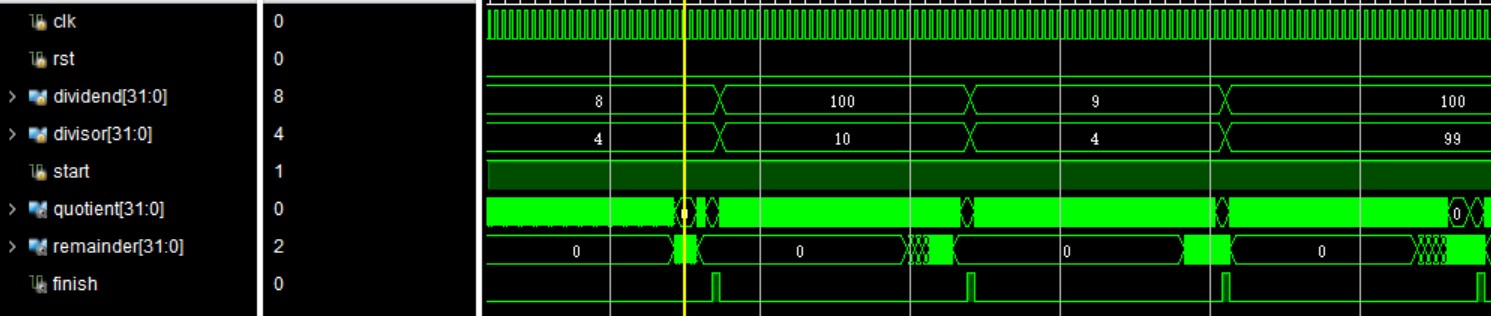 clk 0
rst 0
dividend[31:0] 8 8 100 9 100
divisor[31:0] 4 4 10 4 99
start 1
quotient[31:0] 0 0
remainder[31:0] 2 0 0 0 0
finish 0